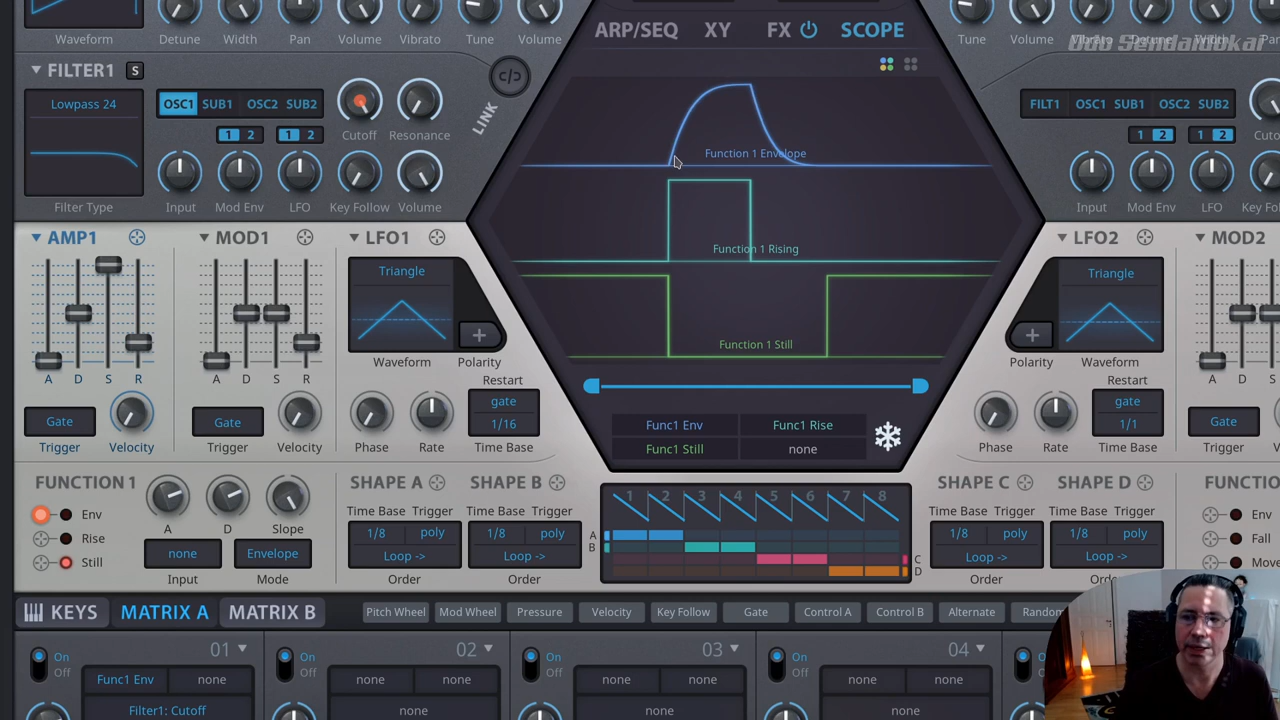 Waveform Detune Width Pan Volume Vibrato Tune Volume
ARP/SEQ XY FX SCOPE
Tune Volume Vibrato Detune Width Pan
FILTER1 S
Lowpass 24
OSC1 SUB1 OSC2 SUB2
1 2 1 2
Cutoff Resonance
LINK
Filter Type Input Mod Env LFO Key Follow Volume
FILT1 OSC1 SUB1 OSC2 SUB2
1 2 1 2
Input Mod Env LFO
Function 1 Envelope
Function 1 Rising
Function 1 Still
Func1 Env Func1 Rise
Func1 Still none
AMP1 MOD1 LFO1
Triangle
Waveform Polarity
A D S R A D S R
Restart
gate
1/16
Gate Gate
Trigger Velocity Trigger Velocity Phase Rate Time Base
LFO2 MOD2
Triangle
Polarity Waveform
A D S
Restart
gate
1/1
Gate
Phase Rate Time Base Trigger
FUNCTION 1
Env
Rise
Still
A D Slope
none Envelope
Input Mode
SHAPE A SHAPE B
Time Base Trigger Time Base Trigger
1/8 poly 1/8 poly
Loop -> Loop ->
Order Order
1 2 3 4 5 6 7 8
A
B
C
D
SHAPE C SHAPE D
Time Base Trigger Time Base Trigger
1/8 poly 1/8 poly
Loop -> Loop ->
Order
Env
Fall
KEYS MATRIX A MATRIX B
Pitch Wheel Mod Wheel Pressure Velocity Key Follow Gate Control A Control B Alternate
01 02 03 04
On On On On
Off Off Off Off
Func1 Env none none none none none none none
Filter1: Cutoff none none none